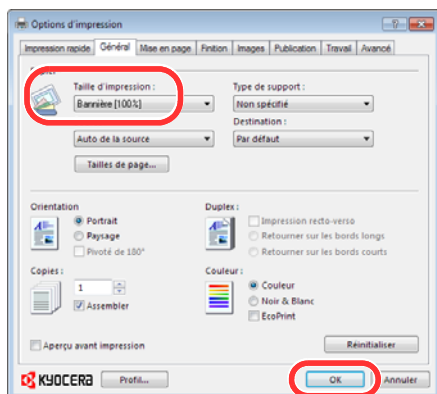 Options d'impression
Impression rapide Général Mise en page Finition Images Publication Travail Avancé
Taille d'impression : Type de support :
Bannière [100%] Non spécifié
Destination :
Auto de la source Par défaut
Tailles de page...
Orientation Duplex :
Portrait Impression recto-verso
Paysage Retourner sur les bords longs
Pivoté de 180° Retourner sur les bords courts
Copies : Couleur :
1 Couleur
Assembler Noir & Blanc
EcoPrint
Aperçu avant impression Réinitialiser
KYOCERA Profil... OK Annuler